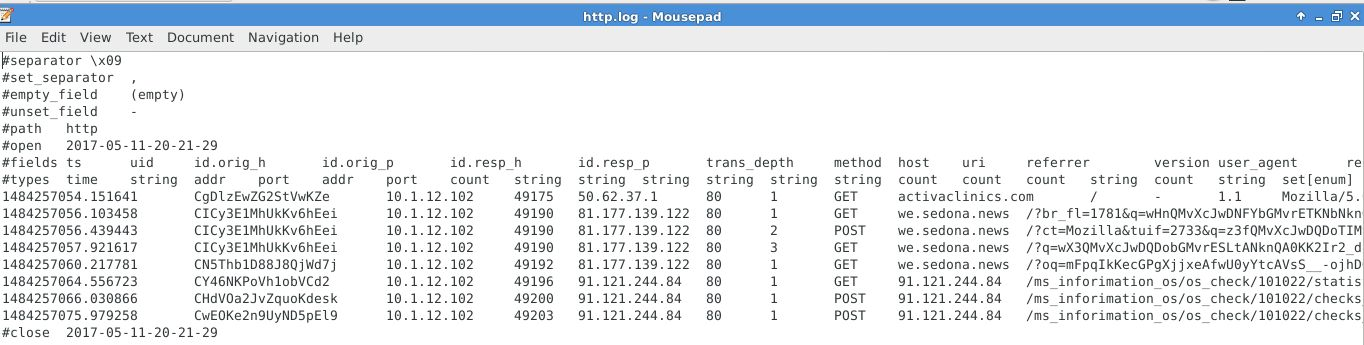 http.log - Mousepad
File Edit View Text Document Navigation Help
#separator \x09
#set_separator ,
#empty_field (empty)
#unset_field -
#path http
#open 2017-05-11-20-21-29
#fields ts uid id.orig_h id.orig_p id.resp_h id.resp_p trans_depth method host uri referrer version user_agent re
#types time string addr port addr port count string string string string string string count count count string count string set[enum]
1484257054.151641 CgDlzEwZG2StVwKZe 10.1.12.102 49175 50.62.37.1 80 1 GET activaclinics.com / - 1.1 Mozilla/5.
1484257056.103458 CICy3E1MhUkKv6hEei 10.1.12.102 49190 81.177.139.122 80 1 GET we.sedona.news /?br_fl=1781&q=wHnQMvXcJwDNFYbGMvrETKNbNkn
1484257056.439443 CICy3E1MhUkKv6hEei 10.1.12.102 49190 81.177.139.122 80 2 POST we.sedona.news /?ct=Mozilla&tuif=2733&q=z3fQMvXcJwDQDoTIM
1484257057.921617 CICy3E1MhUkKv6hEei 10.1.12.102 49190 81.177.139.122 80 3 GET we.sedona.news /?q=wX3QMvXcJwDQDobGMvrESLtANknQA0KK2Ir2_d
1484257060.217781 CN5Thb1D88J8QjWd7j 10.1.12.102 49192 81.177.139.122 80 1 GET we.sedona.news /?oq=mFpqIkKecGPgXjjxeAfwU0yYtcAVsS__-ojhD
1484257064.556723 CY46NKPoVh1obVCd2 10.1.12.102 49196 91.121.244.84 80 1 GET 91.121.244.84 /ms_inforimation_os/os_check/101022/statis
1484257066.030866 CHdVOa2JvZquoKdesk 10.1.12.102 49200 91.121.244.84 80 1 POST 91.121.244.84 /ms_inforimation_os/os_check/101022/checks
1484257075.979258 CwEOKe2n9UyND5pEl9 10.1.12.102 49203 91.121.244.84 80 1 POST 91.121.244.84 /ms_inforimation_os/os_check/101022/checks
#close 2017-05-11-20-21-29